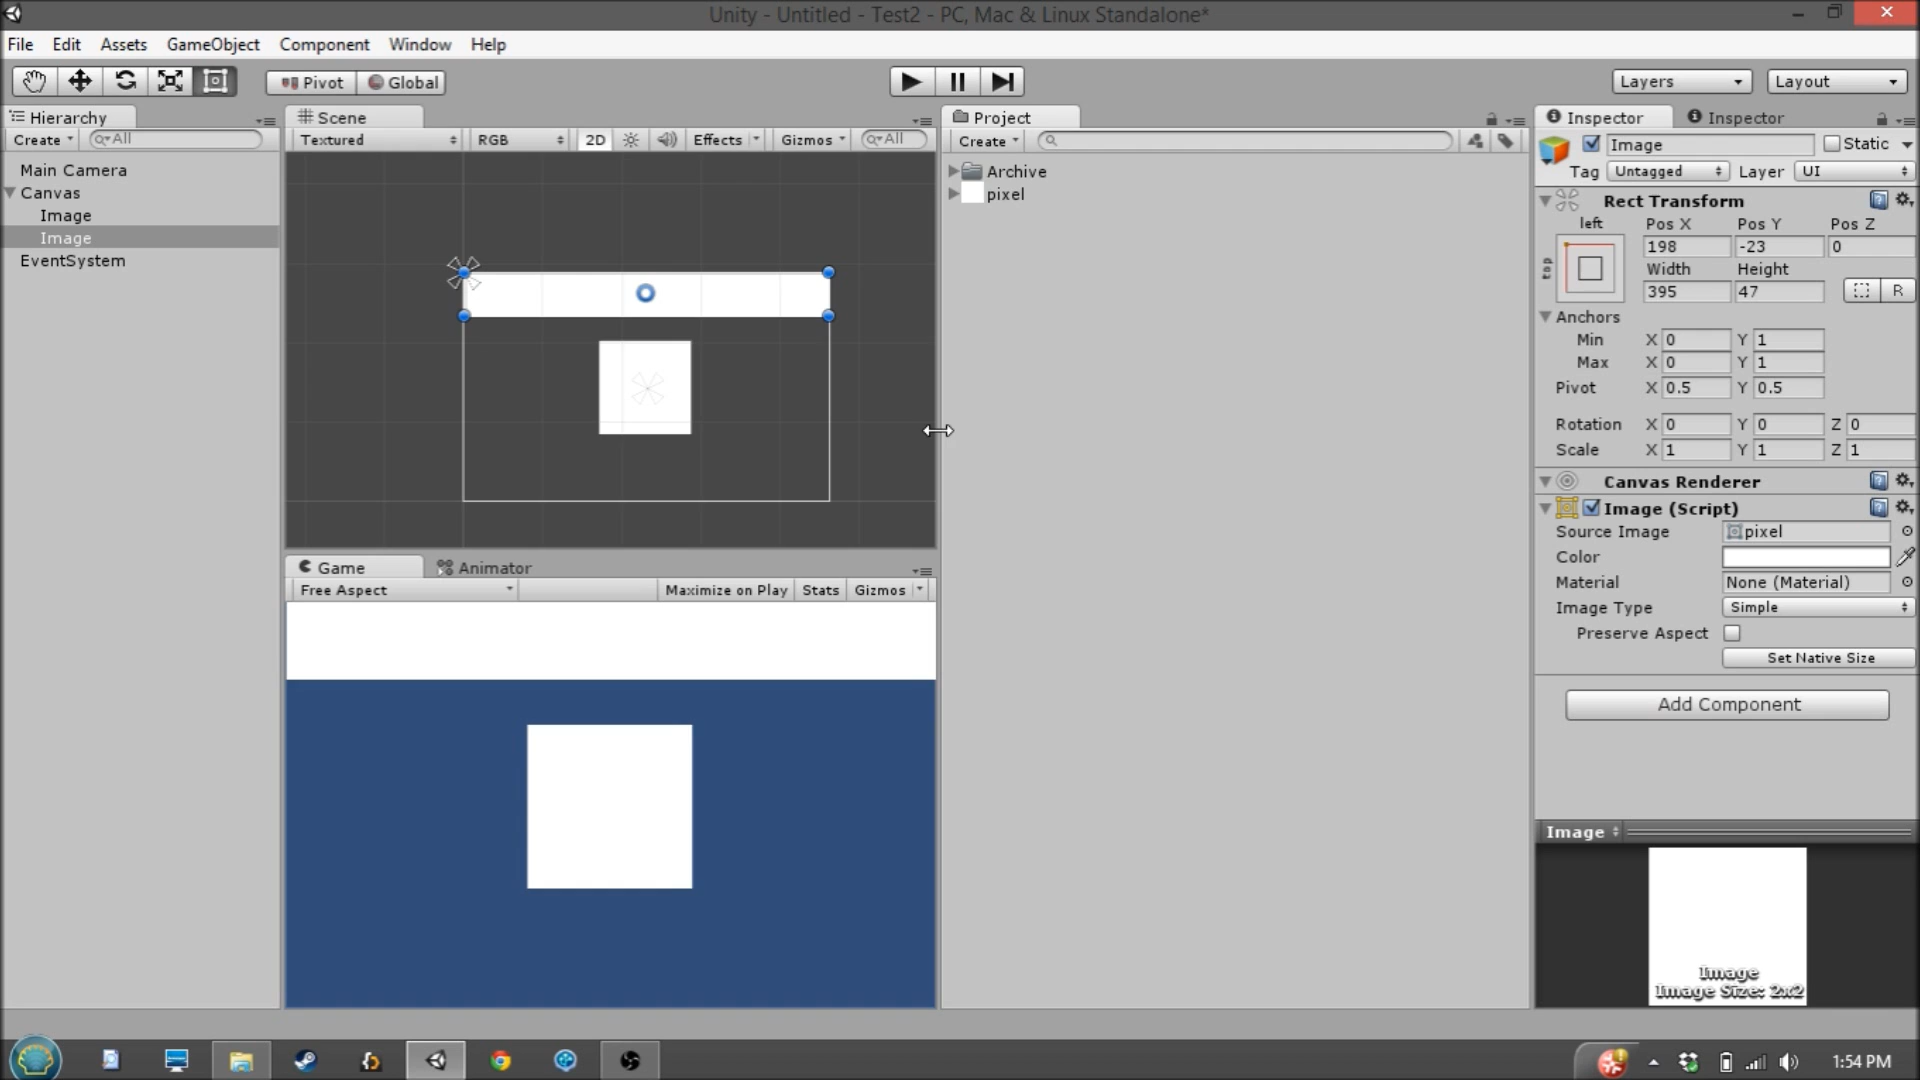 Unity - Untitled - Test2 - PC, Mac & Linux Standalone*
File Edit Assets GameObject Component Window Help
Pivot Global Layers Layout
Hierarchy
Create All
Main Camera
Canvas
Image
Image
EventSystem
Scene
Textured RGB 2D Effects Gizmos All
Game Animator
Free Aspect Maximize on Play Stats Gizmos
Project
Create
Archive
pixel
Inspector Inspector
Image Static
Tag Untagged Layer UI
Rect Transform
left Pos X Pos Y Pos Z
top 198 -23 0
Width Height
395 47 R
Anchors
Min X 0 Y 1
Max X 0 Y 1
Pivot X 0.5 Y 0.5
Rotation X 0 Y 0 Z 0
Scale X 1 Y 1 Z 1
Canvas Renderer
Image (Script)
Source Image pixel
Color
Material None (Material)
Image Type Simple
Preserve Aspect
Set Native Size
Add Component
Image
Image
Image Size: 2x2
1:54 PM